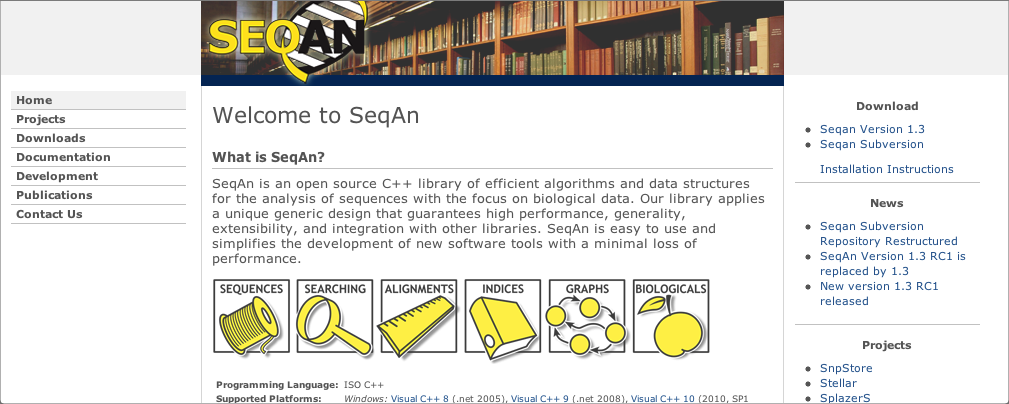 SEQAN
Home
Projects
Downloads
Documentation
Development
Publications
Contact Us
Welcome to SeqAn
What is SeqAn?
SeqAn is an open source C++ library of efficient algorithms and data structures
for the analysis of sequences with the focus on biological data. Our library applies
a unique generic design that guarantees high performance, generality,
extensibility, and integration with other libraries. SeqAn is easy to use and
simplifies the development of new software tools with a minimal loss of
performance.
SEQUENCES SEARCHING ALIGNMENTS INDICES GRAPHS BIOLOGICALS
Programming Language: ISO C++
Supported Platforms: Windows: Visual C++ 8 (.net 2005), Visual C++ 9 (.net 2008), Visual C++ 10 (2010, SP1
Download
Seqan Version 1.3
Seqan Subversion
Installation Instructions
News
Seqan Subversion
Repository Restructured
SeqAn Version 1.3 RC1 is
replaced by 1.3
New version 1.3 RC1
released
Projects
SnpStore
Stellar
SplazerS